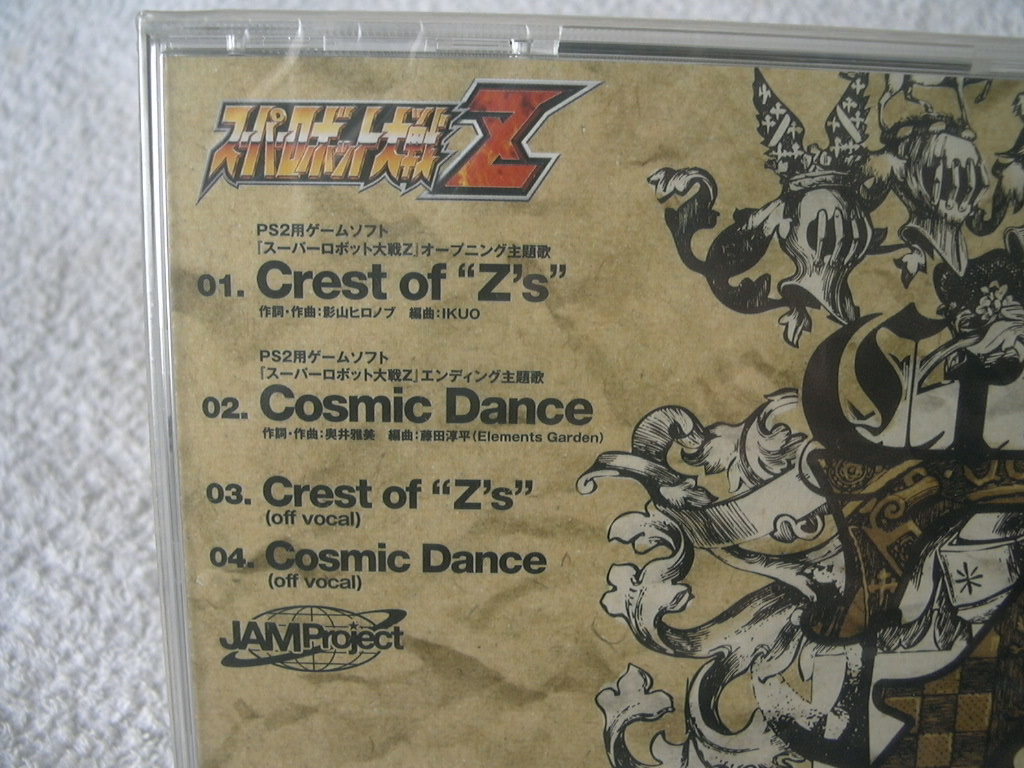 スーパーロボット大戦Z
PS2用ゲームソフト
『スーパーロボット大戦Z』オープニング主題歌
01. Crest of “Z’s”
作詞・作曲:影山ヒロノブ 編曲:IKUO
PS2用ゲームソフト
『スーパーロボット大戦Z』エンディング主題歌
02. Cosmic Dance
作詞・作曲:奥井雅美 編曲:藤田淳平(Elements Garden)
03. Crest of “Z’s”
(off vocal)
04. Cosmic Dance
(off vocal)
JAM Project